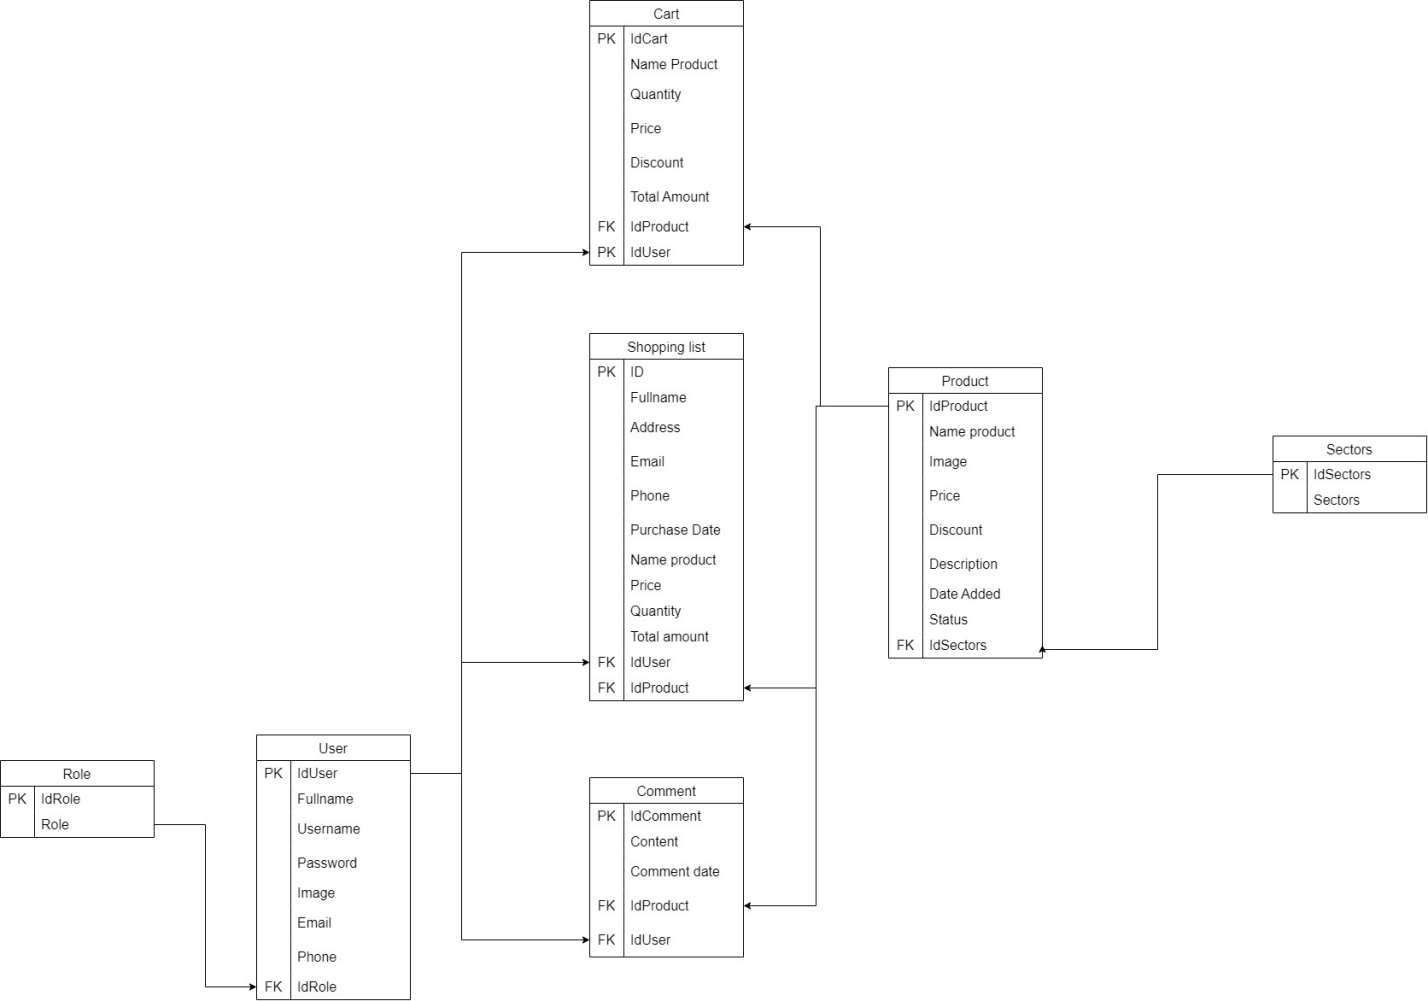 Cart
PK IdCart
Name Product
Quantity
Price
Discount
Total Amount
FK IdProduct
PK IdUser
Shopping list
PK ID
Fullname
Address
Email
Phone
Purchase Date
Name product
Price
Quantity
Total amount
FK IdUser
FK IdProduct
Product
PK IdProduct
Name product
Image
Price
Discount
Description
Date Added
Status
FK IdSectors
Sectors
PK IdSectors
Sectors
Role
PK IdRole
Role
User
PK IdUser
Fullname
Username
Password
Image
Email
Phone
FK IdRole
Comment
PK IdComment
Content
Comment date
FK IdProduct
FK IdUser